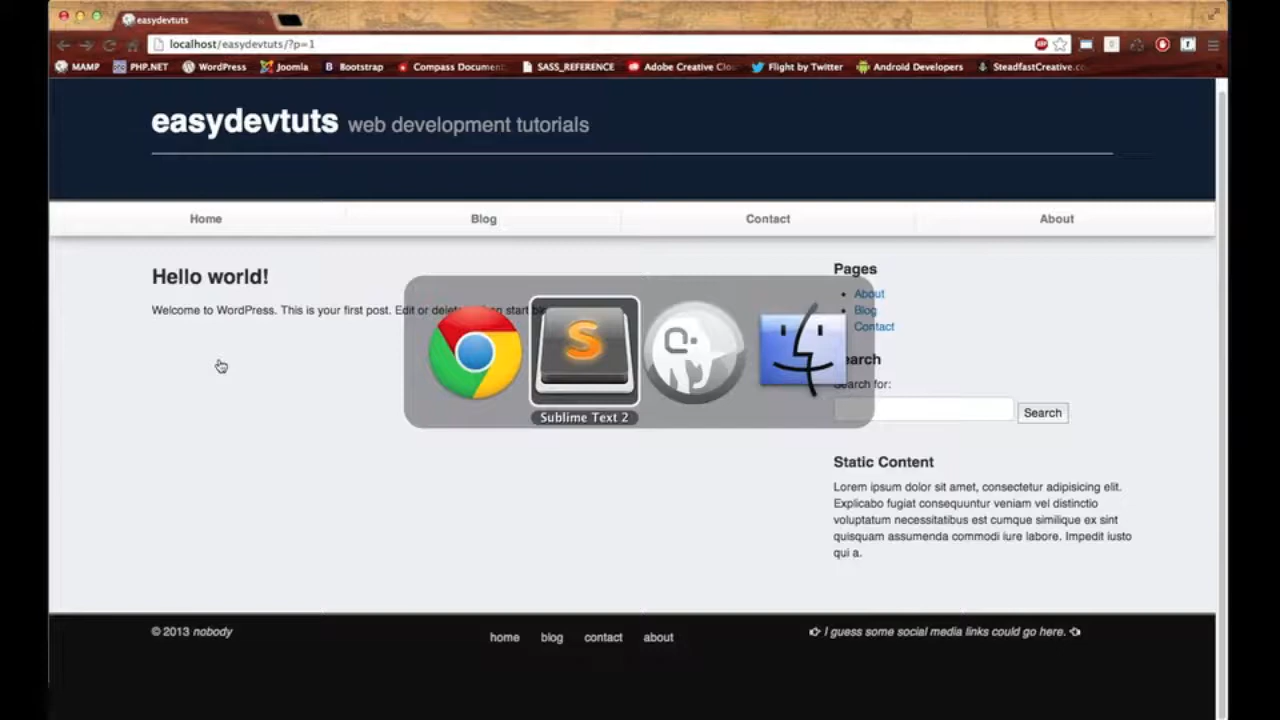 easydevtuts
localhost/easydevtuts/?p=1
MAMP PHP.NET WordPress Joomla Bootstrap Compass Documen SASS_REFERENCE Adobe Creative Clo Flight by Twitter Android Developers SteadfastCreative.co
easydevtuts web development tutorials
Home Blog Contact About
Hello world!
Welcome to WordPress. This is your first post. Edit or delete start
Sublime Text 2
Pages
About
Blog
Contact
Search
Search for:
Search
Static Content
Lorem ipsum dolor sit amet, consectetur adipisicing elit.
Explicabo fugiat consequuntur veniam vel distinctio
voluptatum necessitatibus est cumque similique ex sint
quisquam assumenda commodi iure labore. Impedit iusto
qui a.
© 2013 nobody
home blog contact about
I guess some social media links could go here.